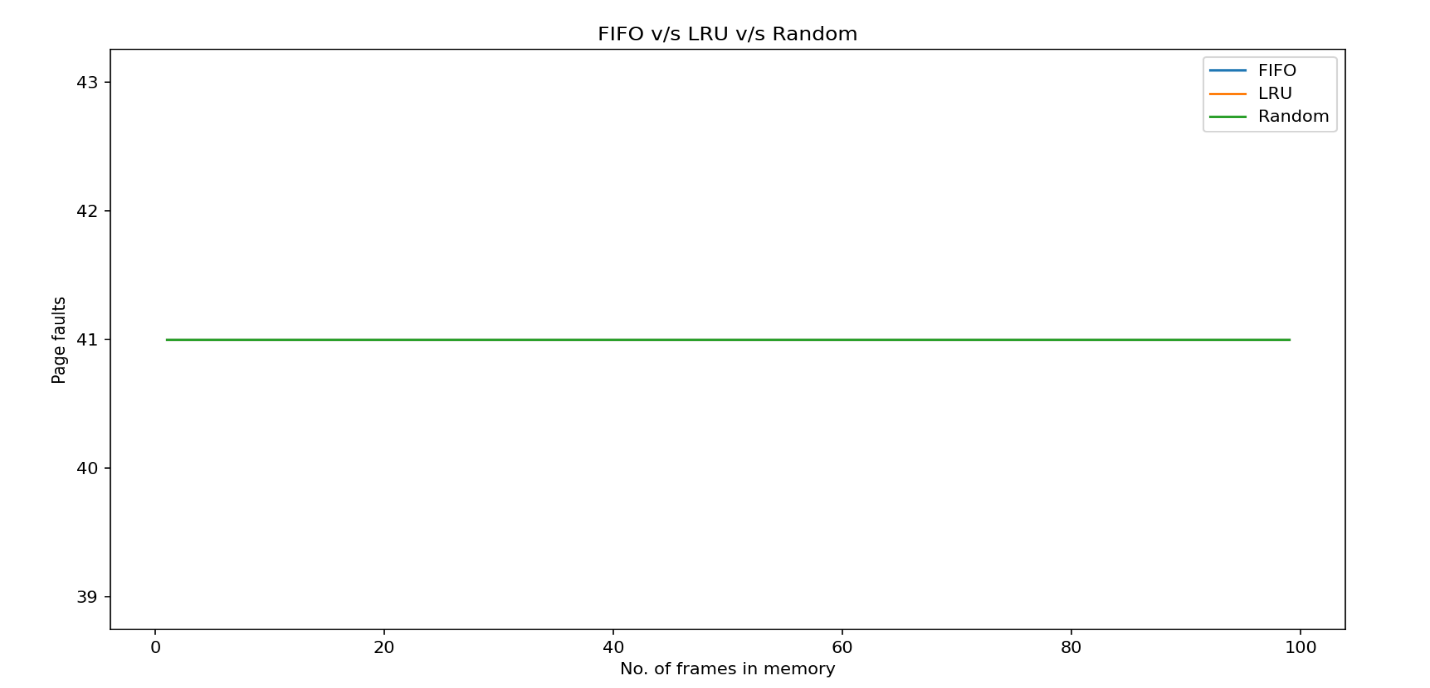 FIFO v/s LRU v/s Random
FIFO
LRU
Random
43
42
41
40
39
Page faults
0 20 40 60 80 100
No. of frames in memory